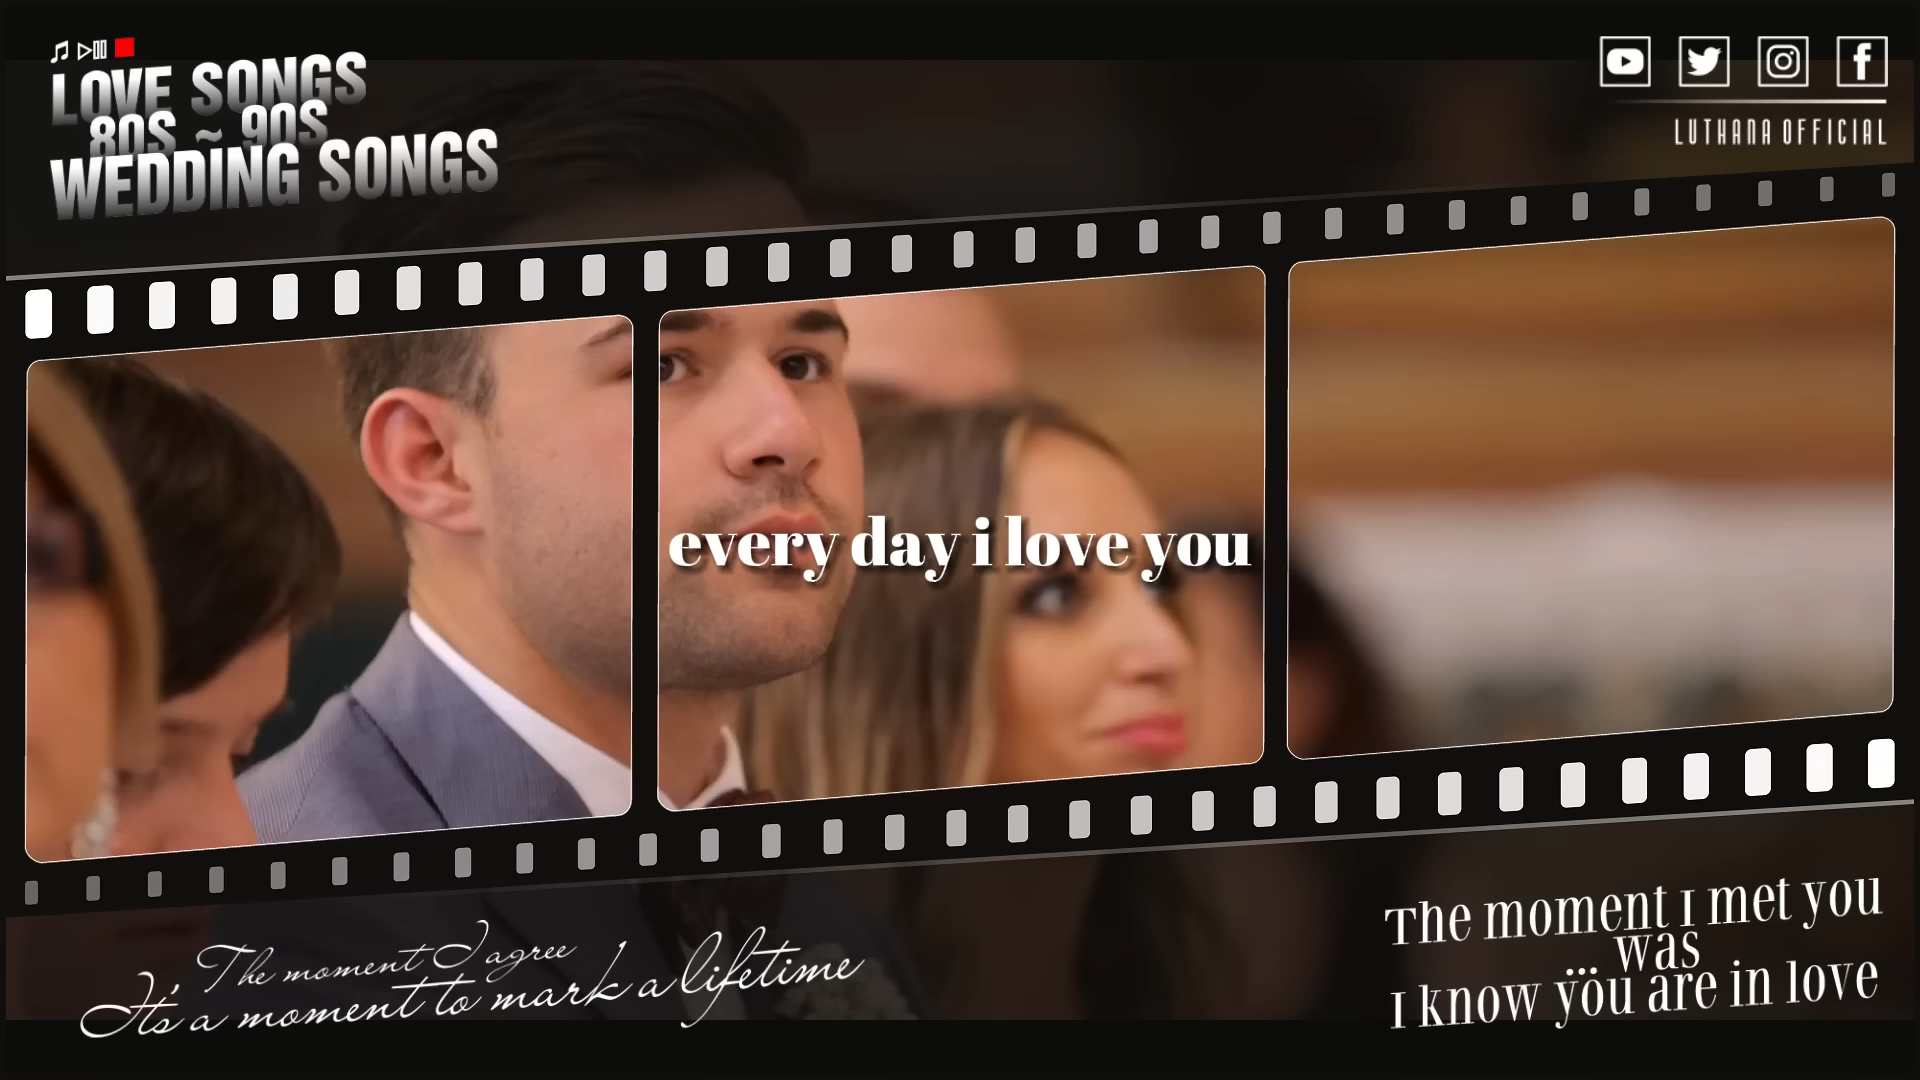 LOVE SONGS
80S ~ 90S
WEDDING SONGS
LUTHANA OFFICIAL
every day i love you
The moment I agree
It's a moment to mark a lifetime
The moment I met you
was
I know you are in love